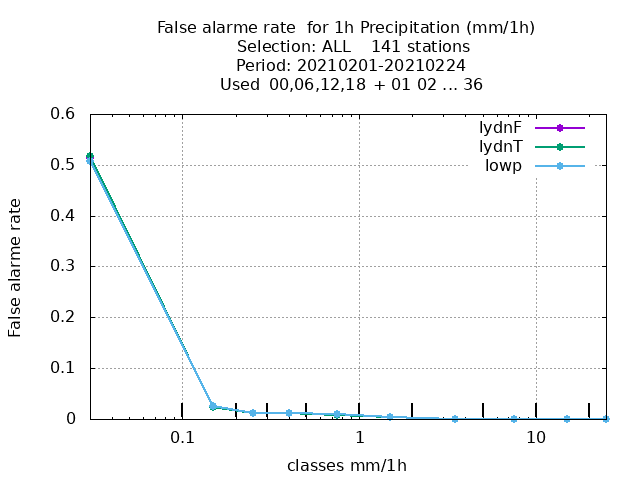 False alarme rate  for 1h Precipitation (mm/1h)
Selection: ALL    141 stations
Period: 20210201-20210224
Used  00,06,12,18  + 01 02 ... 36
lydnF
lydnT
lowp
0.6
0.5
0.4
0.3
0.2
0.1
0
False alarme rate
0.1
1
10
classes mm/1h